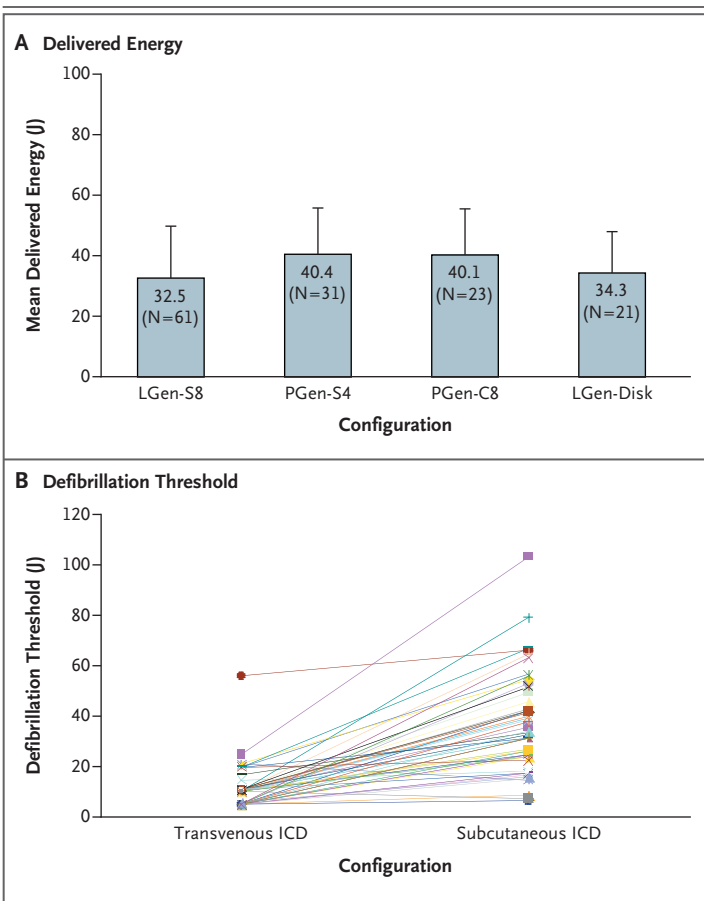 A Delivered Energy
100
80
60
40
20
0
Mean Delivered Energy (J)
32.5
(N=61)
40.4
(N=31)
40.1
(N=23)
34.3
(N=21)
LGen-S8 PGen-S4 PGen-C8 LGen-Disk
Configuration
B Defibrillation Threshold
120
100
80
60
40
20
0
Defibrillation Threshold (J)
Transvenous ICD Subcutaneous ICD
Configuration